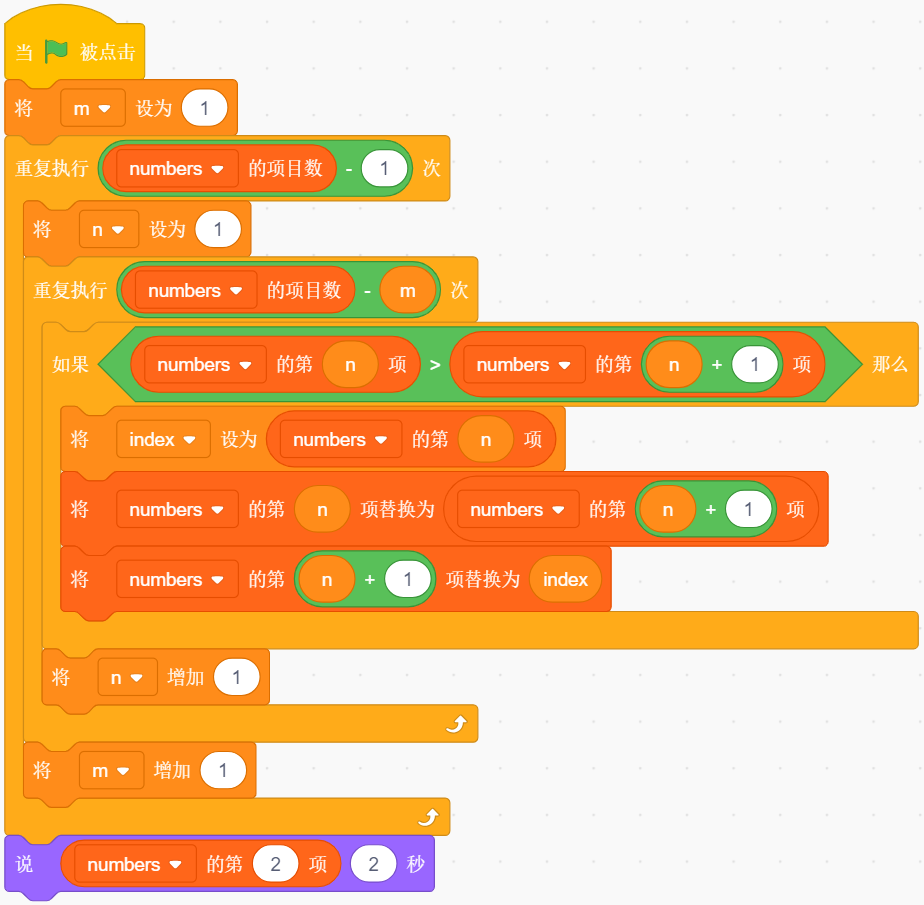 当 被点击
将 m 设为 1
重复执行 numbers 的项目数 - 1 次
将 n 设为 1
重复执行 numbers 的项目数 - m 次
如果 numbers 的第 n 项 > numbers 的第 n + 1 项 那么
将 index 设为 numbers 的第 n 项
将 numbers 的第 n 项替换为 numbers 的第 n + 1 项
将 numbers 的第 n + 1 项替换为 index
将 n 增加 1
将 m 增加 1
说 numbers 的第 2 项 2 秒